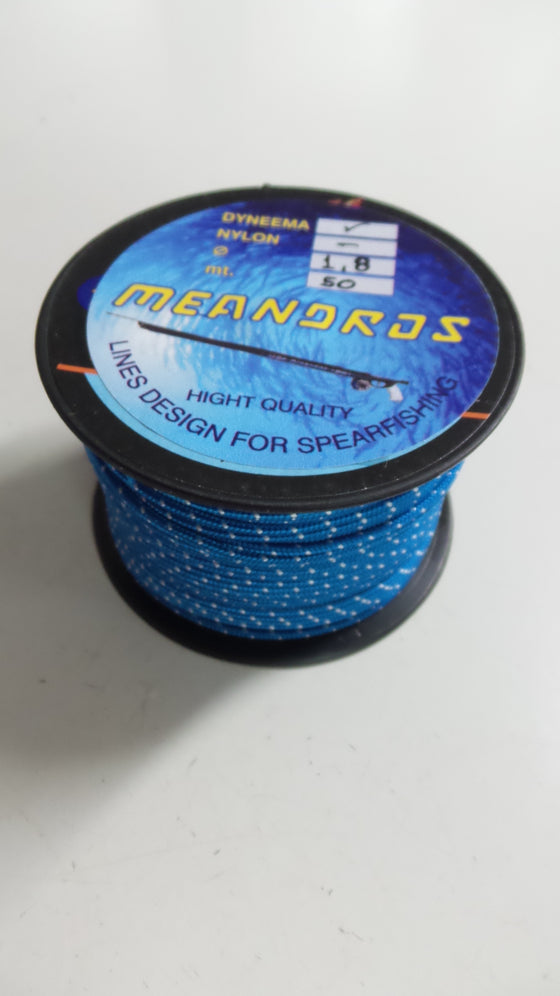 DYNEEMA ✓
NYLON -
Ø 1,8
mt. 50
MEANDROS
HIGHT QUALITY
LINES DESIGN FOR SPEARFISHING